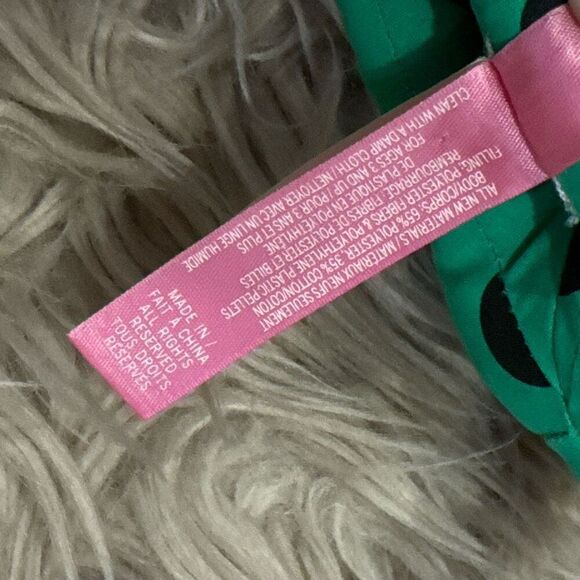 ALL NEW MATERIALS/ MATERIAUX NEUFS SEULEMENT
BODY/CORPS: 65% POLYESTER 35% COTTON/COTON
FILLING: POLYESTER FIBERS & POLYETHYLENE PLASTIC PELLETS
REMBOURRAGE: FIBRES DE POLYESTER ET BILLES
DE PLASTIQUE EN POLYETHYLENE
FOR AGES 3 AND UP/ POUR 3 ANS ET PLUS
CLEAN WITH A DAMP CLOTH/ NETTOYER AVEC UN LINGE HUMIDE
MADE IN/
FAIT A CHINA
ALL RIGHTS
RESERVED
TOUS DROITS
RESERVES